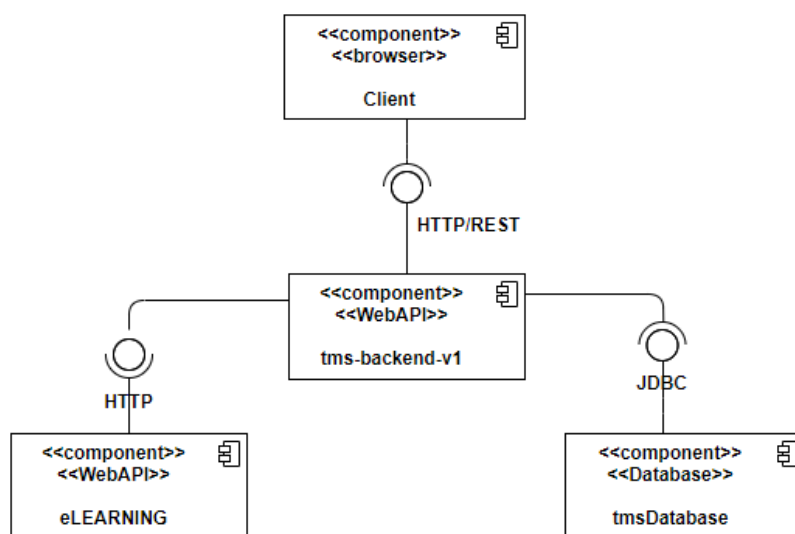 <<component>>
<<browser>>
Client
HTTP/REST
<<component>>
<<WebAPI>>
tms-backend-v1
HTTP
JDBC
<<component>>
<<WebAPI>>
eLEARNING
<<component>>
<<Database>>
tmsDatabase